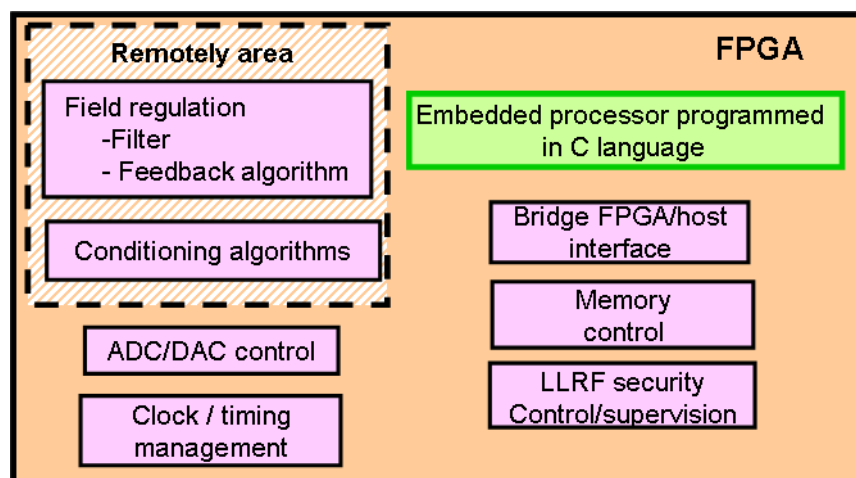 FPGA
Remotely area
Field regulation
-Filter
- Feedback algorithm
Conditioning algorithms
ADC/DAC control
Clock / timing
management
Embedded processor programmed
in C language
Bridge FPGA/host
interface
Memory
control
LLRF security
Control/supervision